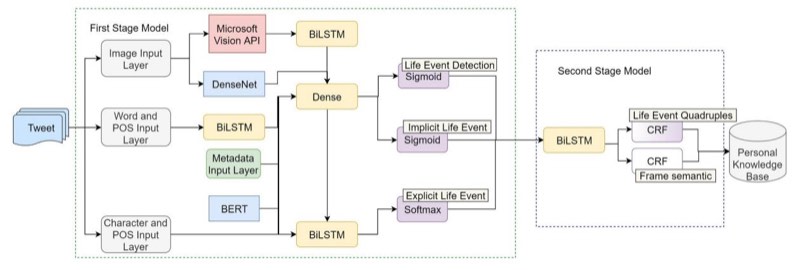 First Stage Model
Image Input
Layer
Microsoft
Vision API
BiLSTM
DenseNet
Tweet
Word and
POS Input
Layer
BiLSTM
Dense
Metadata
Input Layer
BERT
Character and
POS Input
Layer
BiLSTM
Life Event Detection
Sigmoid
Implicit Life Event
Sigmoid
Explicit Life Event
Softmax
Second Stage Model
BiLSTM
Life Event Quadruples
CRF
CRF
Frame semantic
Personal
Knowledge
Base